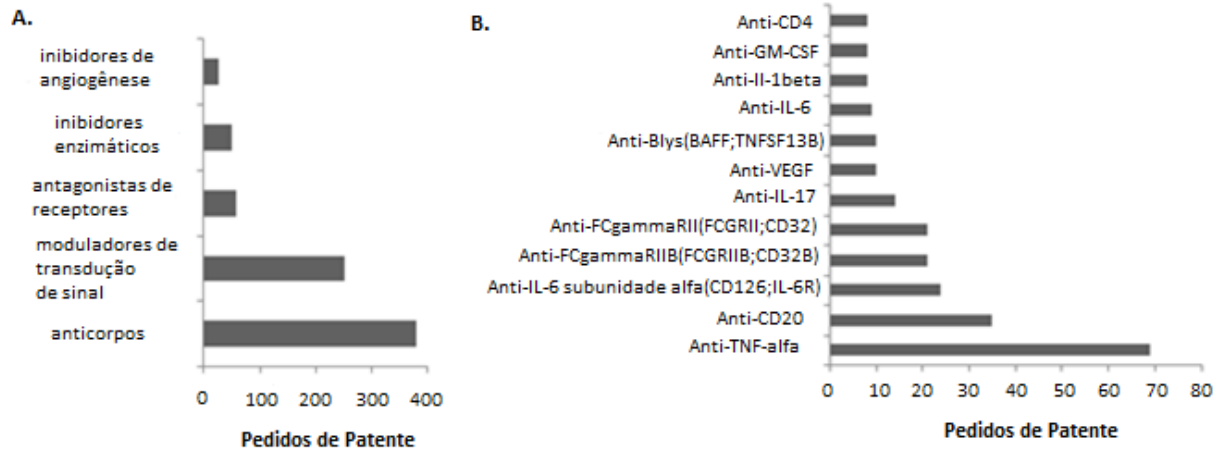 A.
inibidores de
angiogênese
inibidores
enzimáticos
antagonistas de
receptores
moduladores de
transdução
de sinal
anticorpos
0 100 200 300 400
Pedidos de Patente
B.
Anti-CD4
Anti-GM-CSF
Anti-II-1beta
Anti-IL-6
Anti-Blys(BAFF;TNFSF13B)
Anti-VEGF
Anti-IL-17
Anti-FCgammaRII(FCGRII;CD32)
Anti-FCgammaRIIB(FCGRIIB;CD32B)
Anti-IL-6 subunidade alfa(CD126;IL-6R)
Anti-CD20
Anti-TNF-alfa
0 10 20 30 40 50 60 70 80
Pedidos de Patente